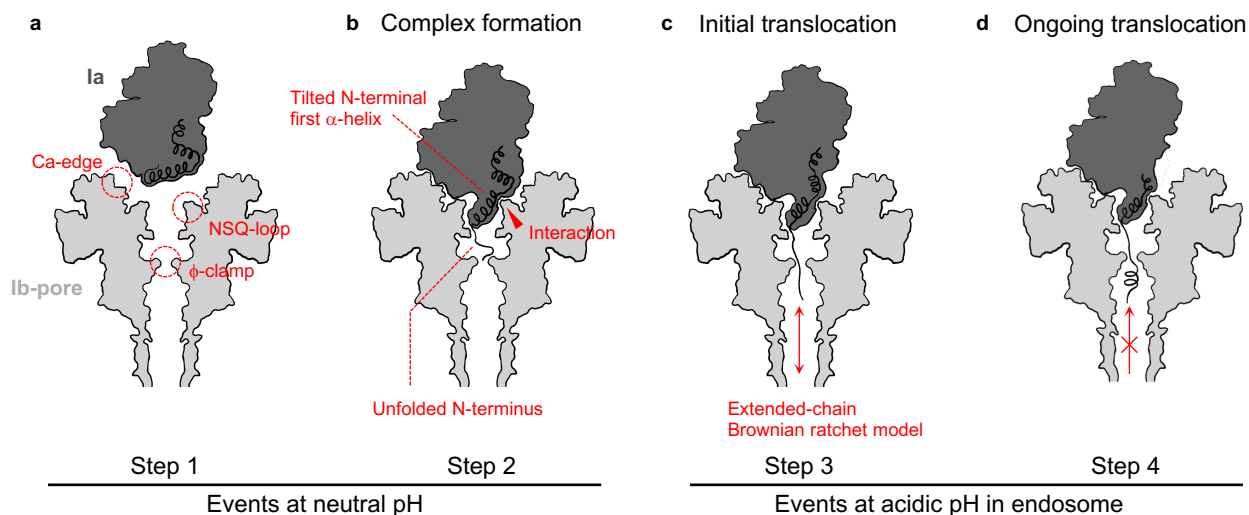 a
b Complex formation
c Initial translocation
d Ongoing translocation
Ia
Tilted N-terminal
first α-helix
Ca-edge
NSQ-loop
Interaction
ϕ-clamp
Ib-pore
Unfolded N-terminus
Extended-chain
Brownian ratchet model
Step 1
Step 2
Step 3
Step 4
Events at neutral pH
Events at acidic pH in endosome